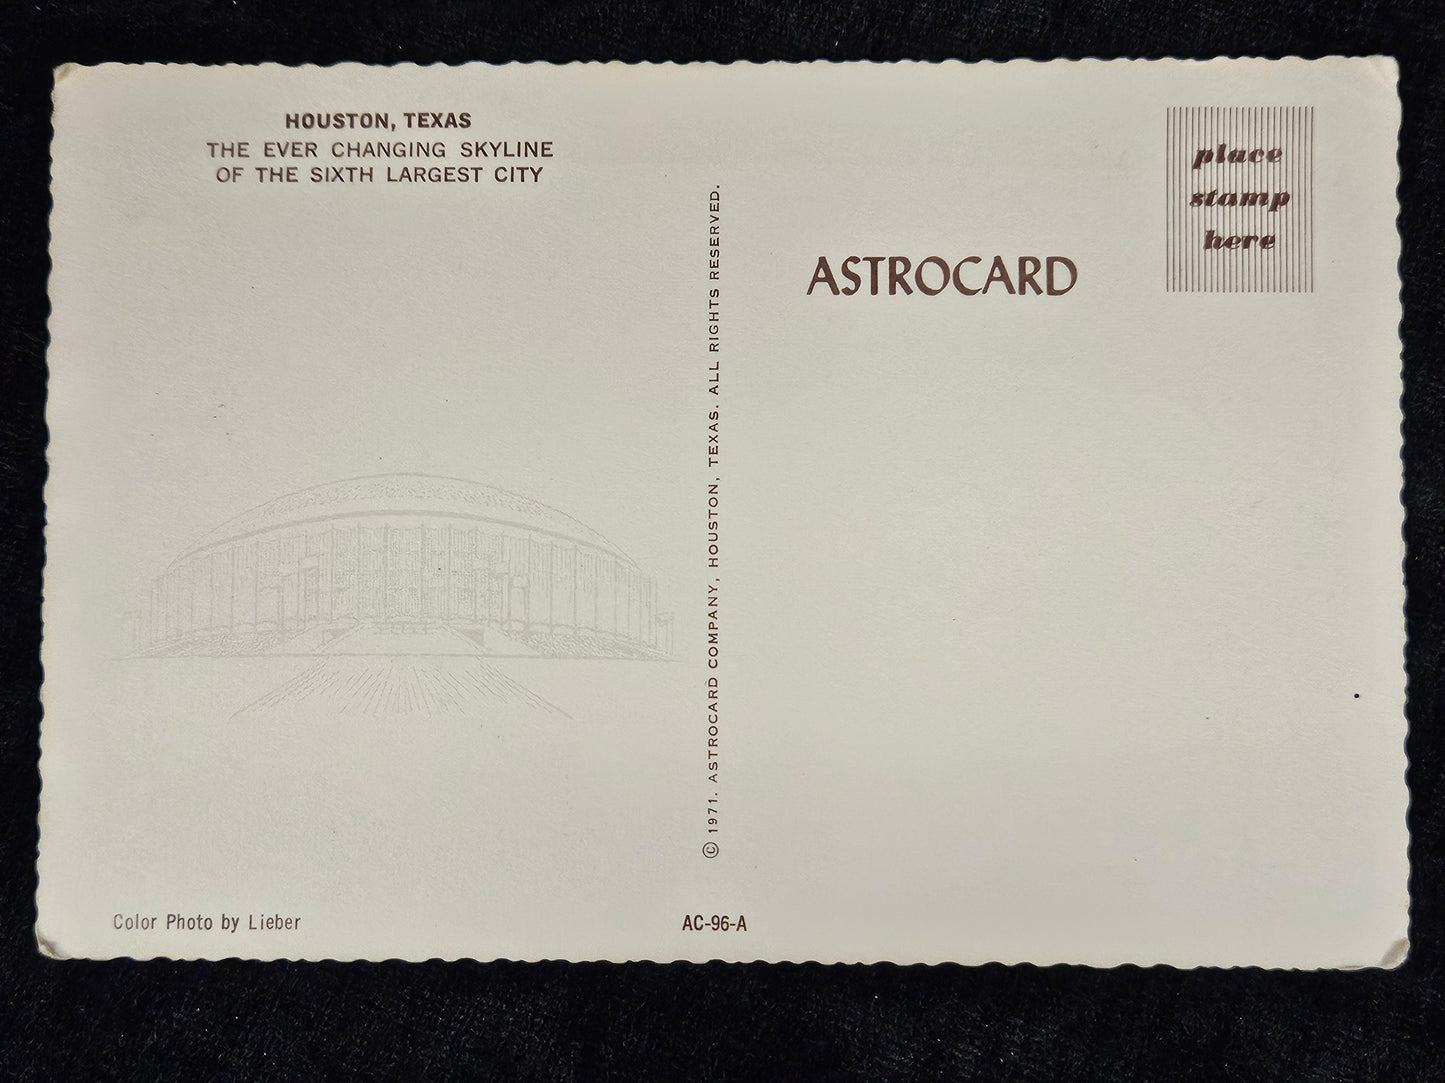 HOUSTON, TEXAS
THE EVER CHANGING SKYLINE
OF THE SIXTH LARGEST CITY
place
stamp
here
ASTROCARD
© 1971. ASTROCARD COMPANY, HOUSTON, TEXAS. ALL RIGHTS RESERVED.
Color Photo by Lieber
AC-96-A